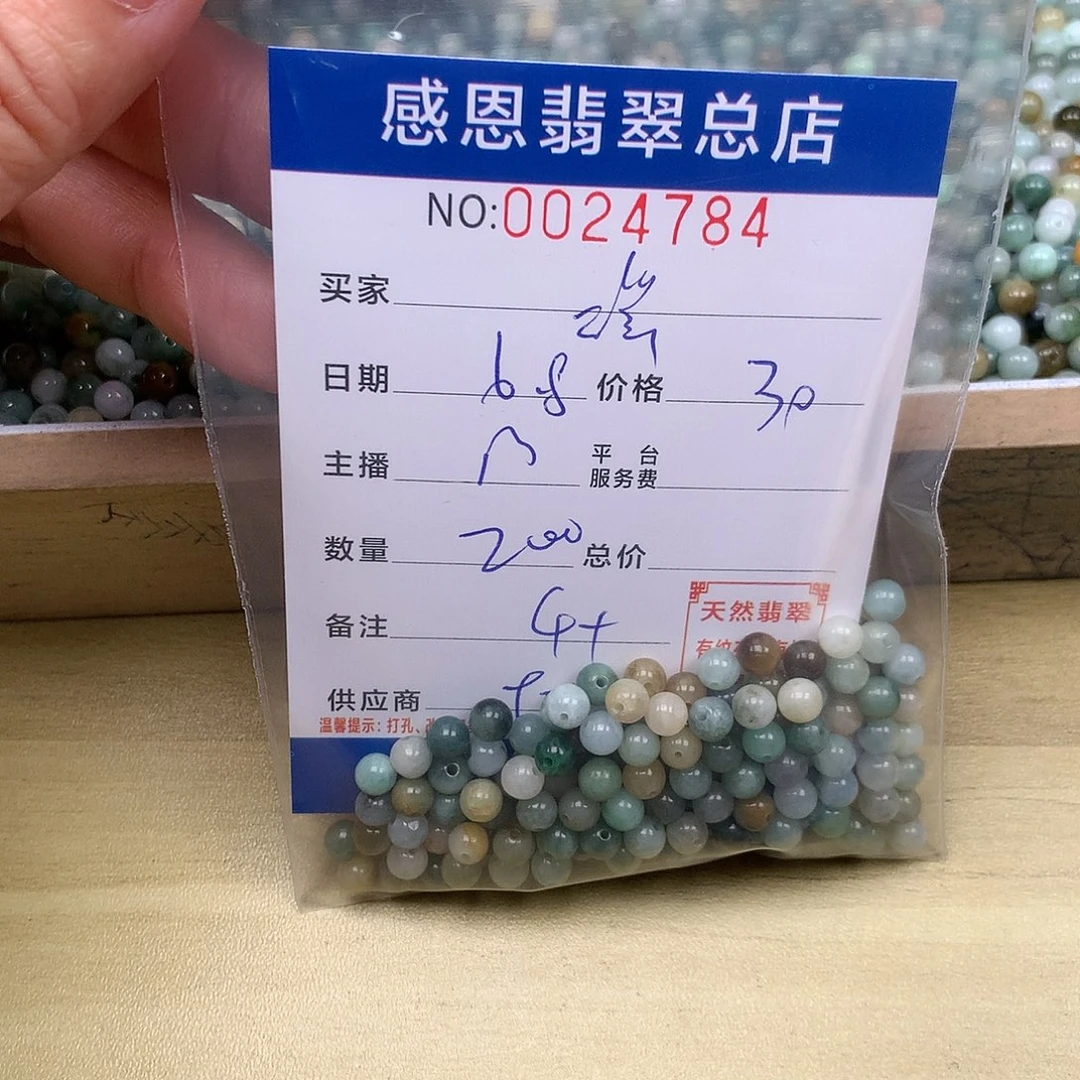 感恩翡翠总店
NO:0024784
买家
日期 68 价格 30
主播 平台服务费
数量 200 总价
备注 4+
天然翡翠
供应商
温馨提示：打孔、